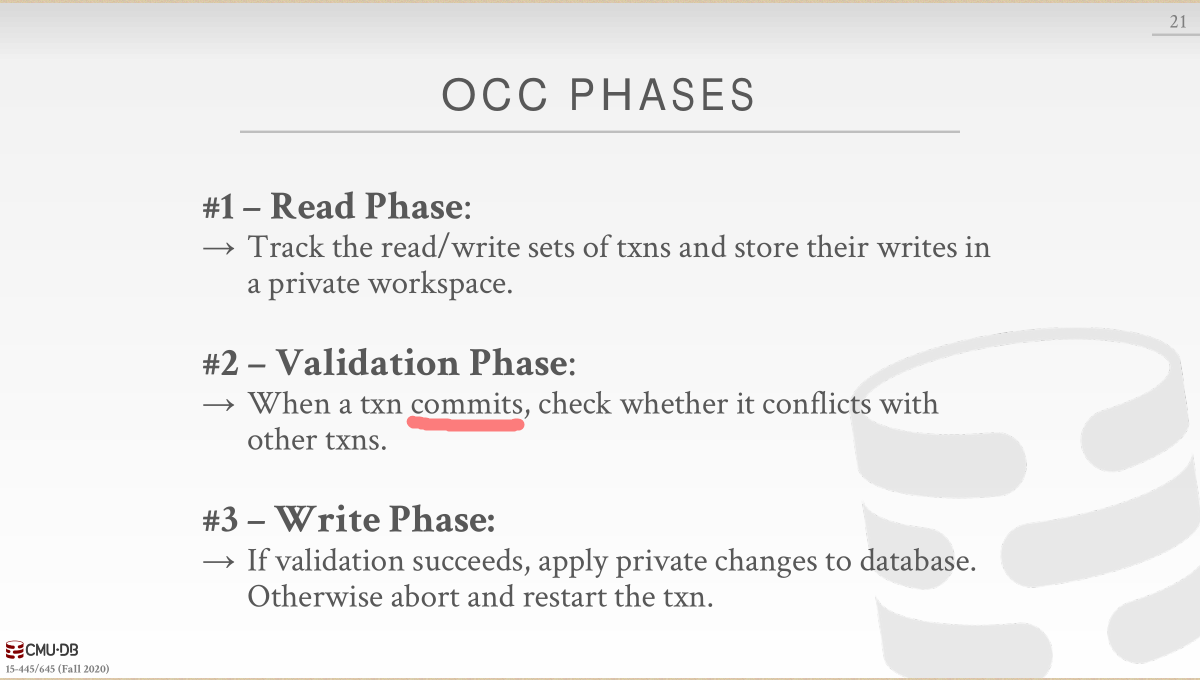 21
OCC PHASES
#1 – Read Phase:
→ Track the read/write sets of txns and store their writes in
a private workspace.
#2 – Validation Phase:
→ When a txn commits, check whether it conflicts with
other txns.
#3 – Write Phase:
→ If validation succeeds, apply private changes to database.
Otherwise abort and restart the txn.
CMU·DB
15-445/645 (Fall 2020)